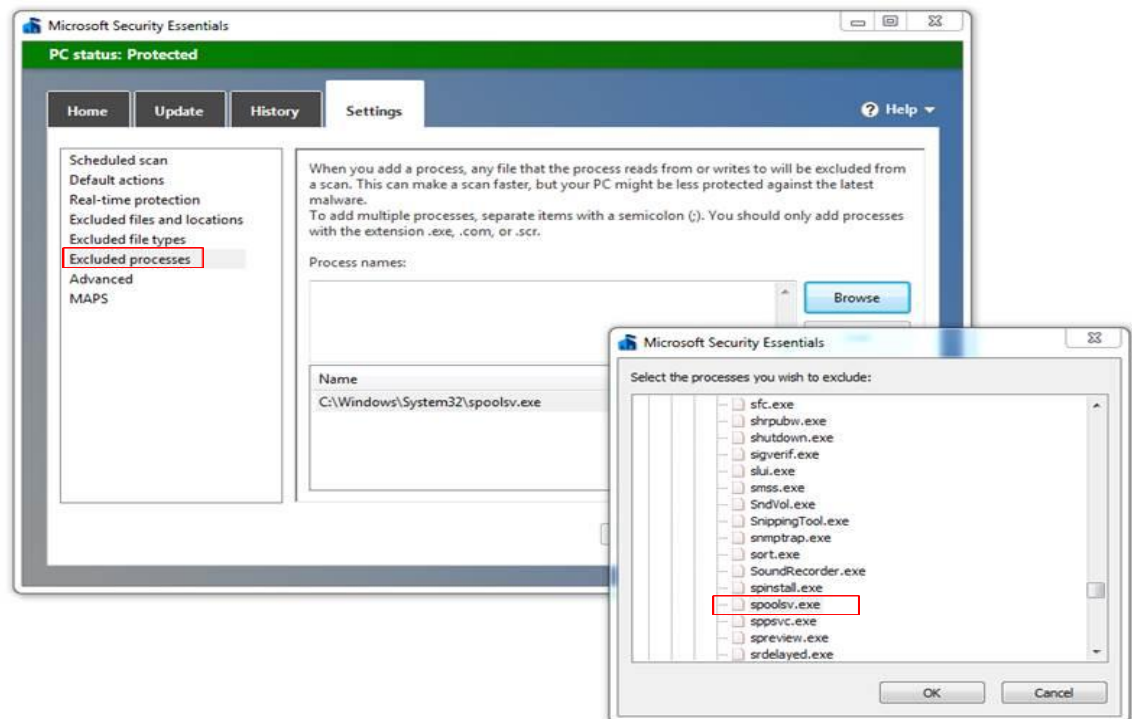 Microsoft Security Essentials
PC status: Protected
Home
Update
History
Settings
Help
Scheduled scan
Default actions
Real-time protection
Excluded files and locations
Excluded file types
Excluded processes
Advanced
MAPS
When you add a process, any file that the process reads from or writes to will be excluded from
a scan. This can make a scan faster, but your PC might be less protected against the latest
malware.
To add multiple processes, separate items with a semicolon (;). You should only add processes
with the extension .exe, .com, or .scr.
Process names:
Browse
Name
C:\Windows\System32\spoolsv.exe
Microsoft Security Essentials
Select the processes you wish to exclude:
sfc.exe
shrpubw.exe
shutdown.exe
sigverif.exe
slui.exe
smss.exe
SndVol.exe
SnippingTool.exe
snmptrap.exe
sort.exe
SoundRecorder.exe
spinstall.exe
spoolsv.exe
sppsvc.exe
spreview.exe
srdelayed.exe
OK
Cancel